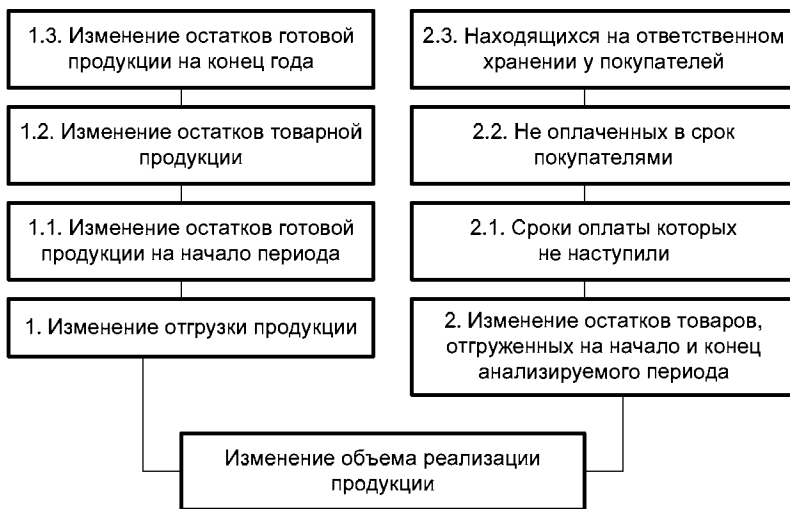 1.3. Изменение остатков готовой
продукции на конец года
2.3. Находящихся на ответственном
хранении у покупателей
1.2. Изменение остатков товарной
продукции
2.2. Не оплаченных в срок
покупателями
1.1. Изменение остатков готовой
продукции на начало периода
2.1. Сроки оплаты которых
не наступили
1. Изменение отгрузки продукции
2. Изменение остатков товаров,
отгруженных на начало и конец
анализируемого периода
Изменение объема реализации
продукции